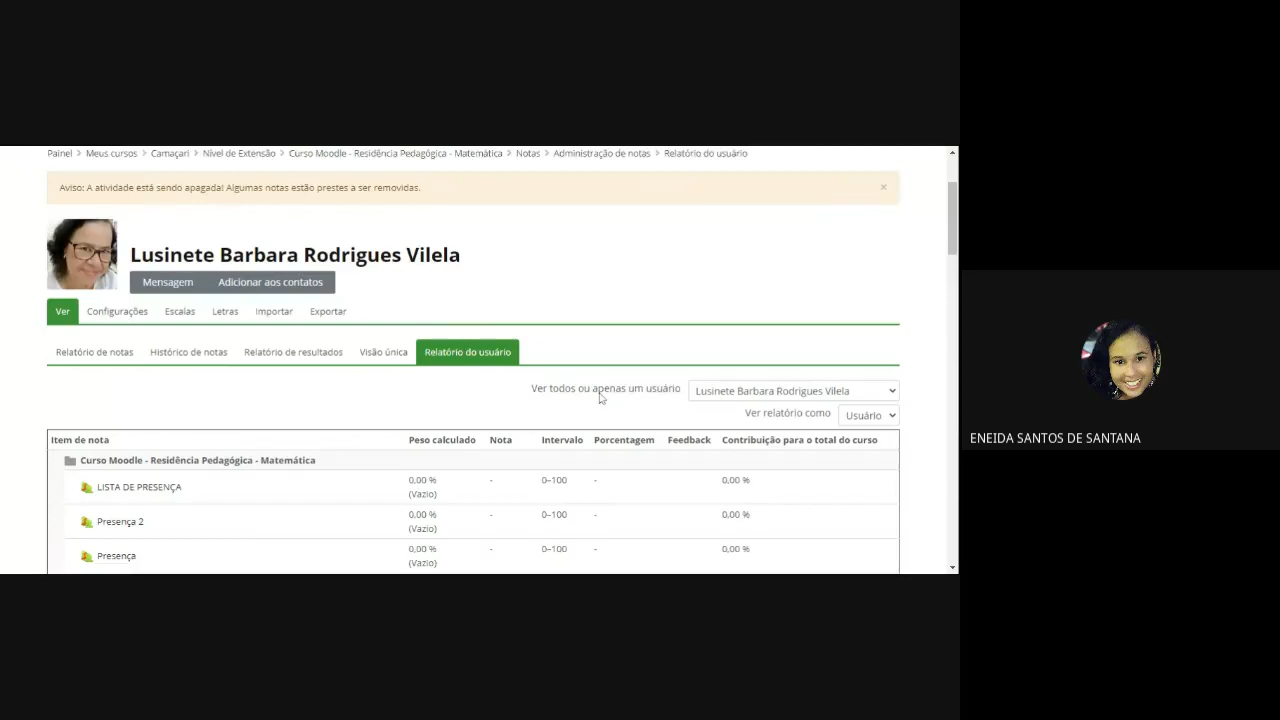 Painel > Meus cursos > Camaçari > Nível de Extensão > Curso Moodle - Residência Pedagógica - Matemática > Notas > Administração de notas > Relatório do usuário
Aviso: A atividade está sendo apagada! Algumas notas estão prestes a ser removidas. ×
Lusinete Barbara Rodrigues Vilela
Mensagem Adicionar aos contatos
Ver Configurações Escalas Letras Importar Exportar
Relatório de notas Histórico de notas Relatório de resultados Visão única Relatório do usuário
Ver todos ou apenas um usuário Lusinete Barbara Rodrigues Vilela
Ver relatório como Usuário
Item de nota Peso calculado Nota Intervalo Porcentagem Feedback Contribuição para o total do curso
Curso Moodle - Residência Pedagógica - Matemática
LISTA DE PRESENÇA 0,00 % - 0–100 - 0,00 %
(Vazio)
Presença 2 0,00 % - 0–100 - 0,00 %
(Vazio)
Presença 0,00 % - 0–100 - 0,00 %
(Vazio)
ENEIDA SANTOS DE SANTANA